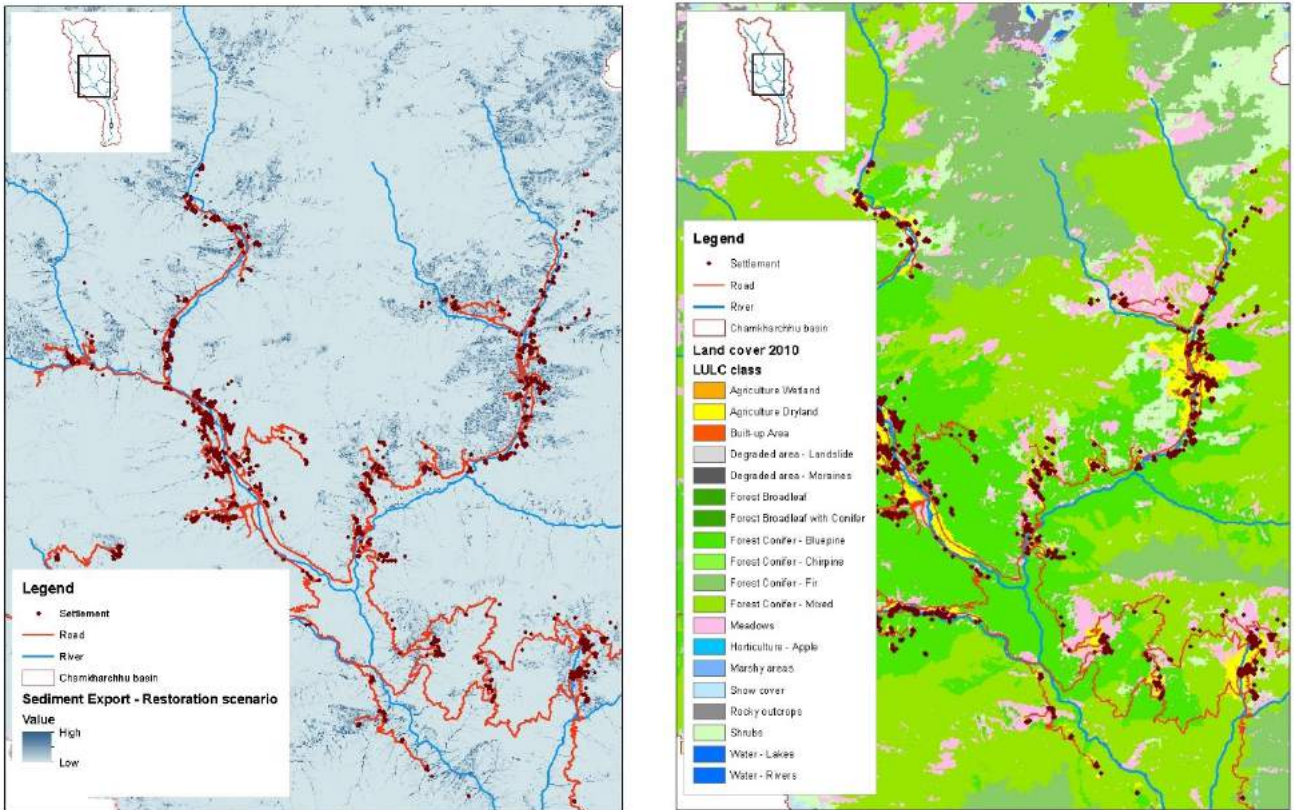 Legend
Settlement
Road
River
Chamkharchhu basin
Sediment Export - Restoration scenario
Value
High
Low
Legend
Settlement
Road
River
Chamkharchhu basin
Land cover 2010
LULC class
Agriculture Wetland
Agriculture Dryland
Built-up Area
Degraded area - Landslide
Degraded area - Moraines
Forest Broadleaf
Forest Broadleaf with Conifer
Forest Conifer - Bluepine
Forest Conifer - Chirpine
Forest Conifer - Fir
Forest Conifer - Mixed
Meadows
Horticulture - Apple
Marshy areas
Snow cover
Rocky outcrops
Shrubs
Water - Lakes
Water - Rivers